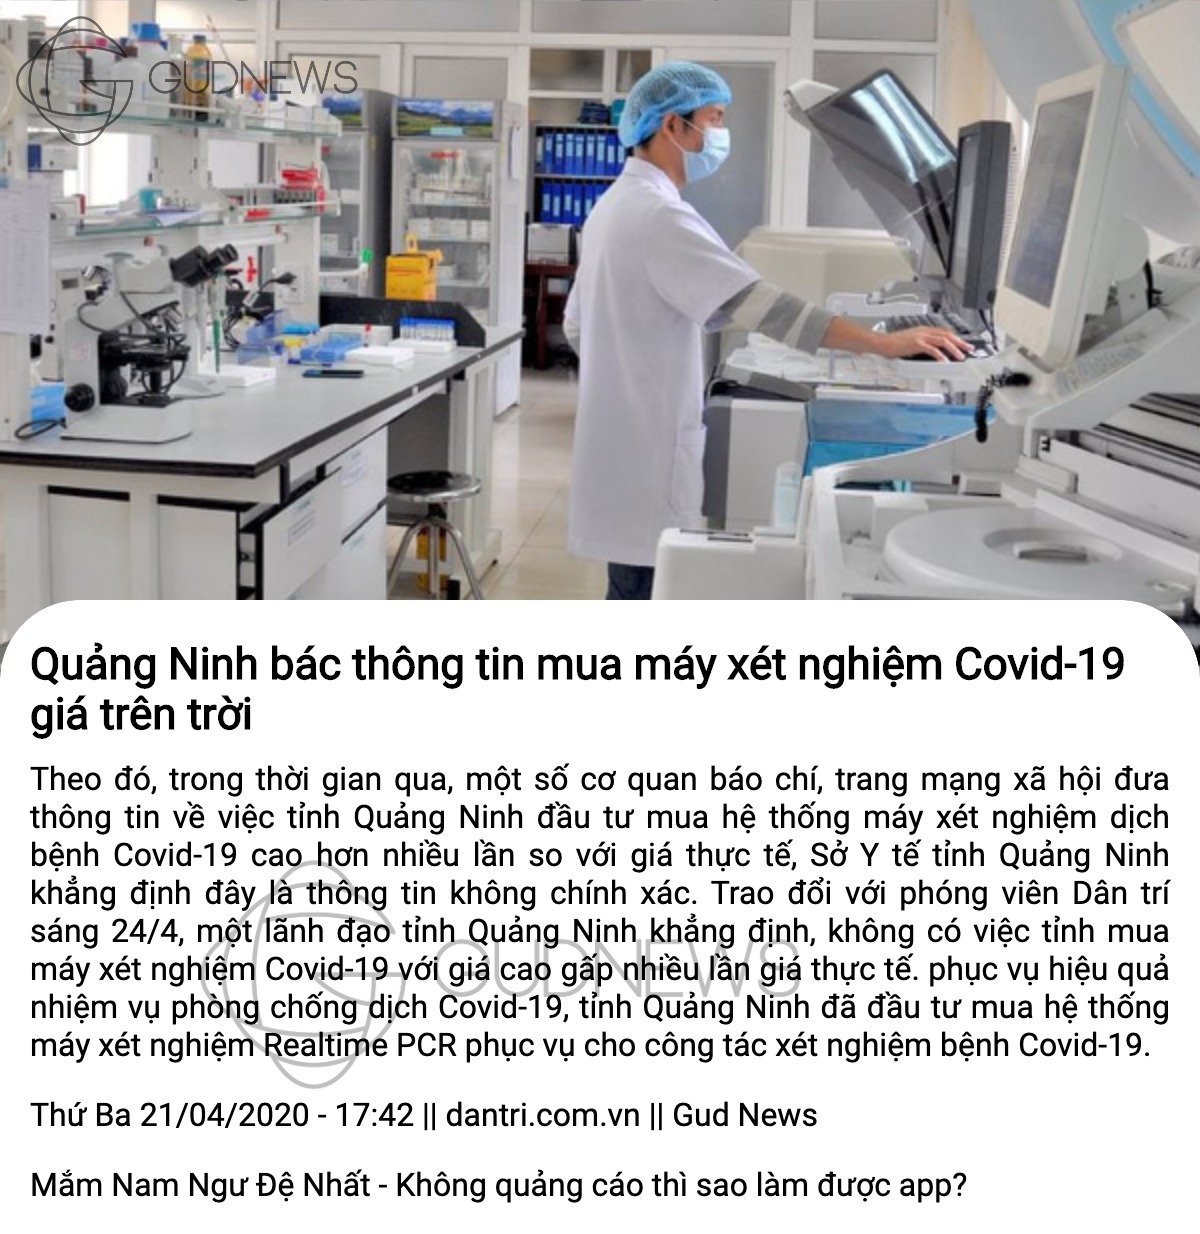 GUDNEWS
Quảng Ninh bác thông tin mua máy xét nghiệm Covid-19
giá trên trời
Theo đó, trong thời gian qua, một số cơ quan báo chí, trang mạng xã hội đưa
thông tin về việc tỉnh Quảng Ninh đầu tư mua hệ thống máy xét nghiệm dịch
bệnh Covid-19 cao hơn nhiều lần so với giá thực tế, Sở Y tế tỉnh Quảng Ninh
khẳng định đây là thông tin không chính xác. Trao đổi với phóng viên Dân trí
sáng 24/4, một lãnh đạo tỉnh Quảng Ninh khẳng định, không có việc tỉnh mua
máy xét nghiệm Covid-19 với giá cao gấp nhiều lần giá thực tế. phục vụ hiệu quả
nhiệm vụ phòng chống dịch Covid-19, tỉnh Quảng Ninh đã đầu tư mua hệ thống
máy xét nghiệm Realtime PCR phục vụ cho công tác xét nghiệm bệnh Covid-19.
GUDNEWS
Thứ Ba 21/04/2020 - 17:42 || dantri.com.vn || Gud News
Mắm Nam Ngư Đệ Nhất - Không quảng cáo thì sao làm được app?